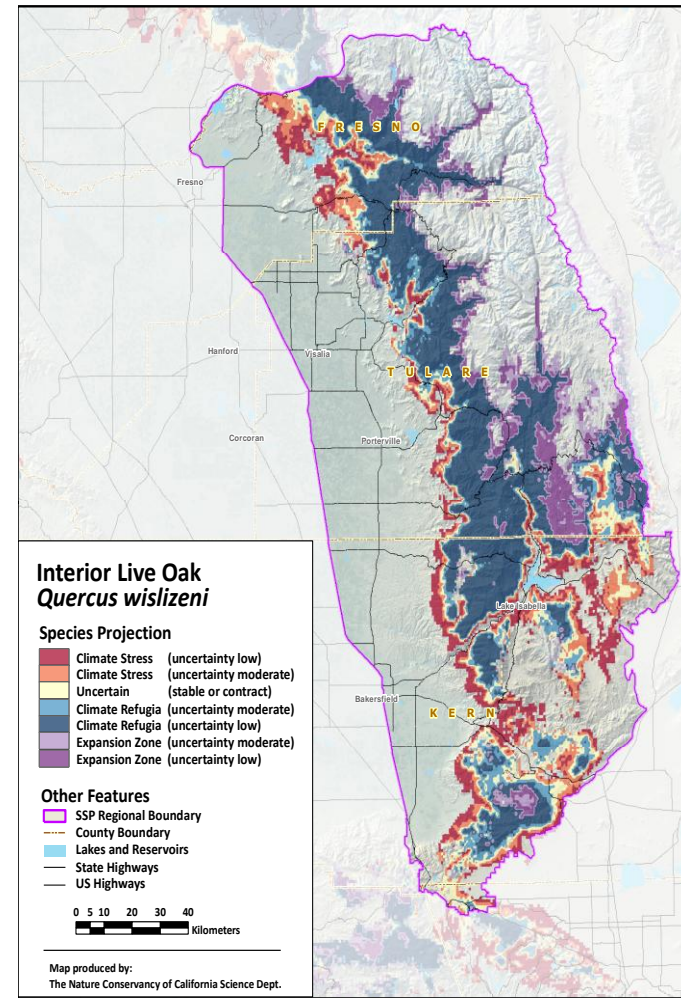 FRESNO
Fresno
Hanford
Visalia
TULARE
Corcoran
Porterville
Lake Isabella
Bakersfield
KERN
Interior Live Oak
Quercus wislizeni
Species Projection
Climate Stress (uncertainty low)
Climate Stress (uncertainty moderate)
Uncertain (stable or contract)
Climate Refugia (uncertainty moderate)
Climate Refugia (uncertainty low)
Expansion Zone (uncertainty moderate)
Expansion Zone (uncertainty low)
Other Features
SSP Regional Boundary
County Boundary
Lakes and Reservoirs
State Highways
US Highways
0 5 10 20 30 40
Kilometers
Map produced by:
The Nature Conservancy of California Science Dept.